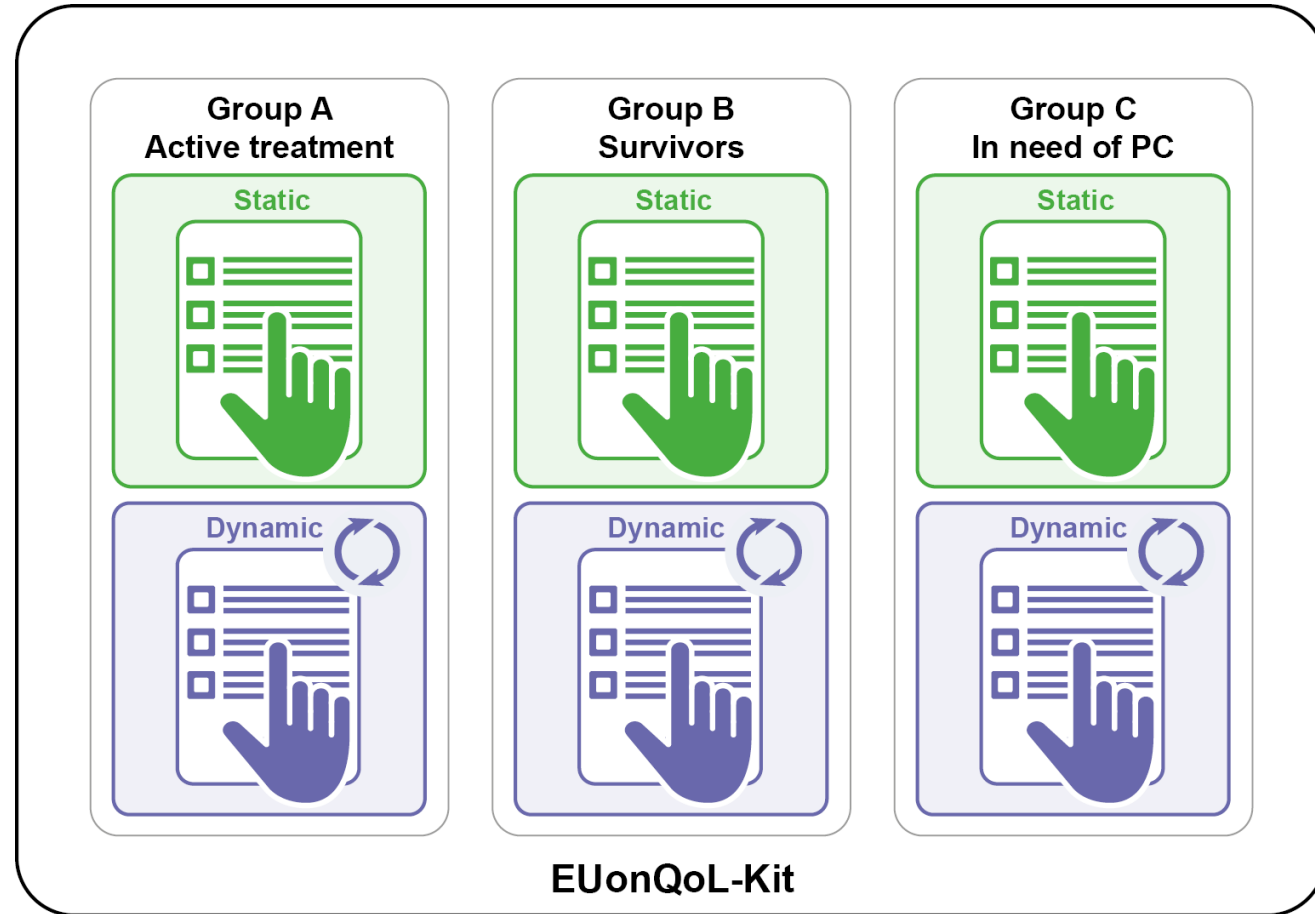 Group A
Active treatment
Static
Dynamic
Group B
Survivors
Static
Dynamic
Group C
In need of PC
Static
Dynamic
EUonQoL-Kit